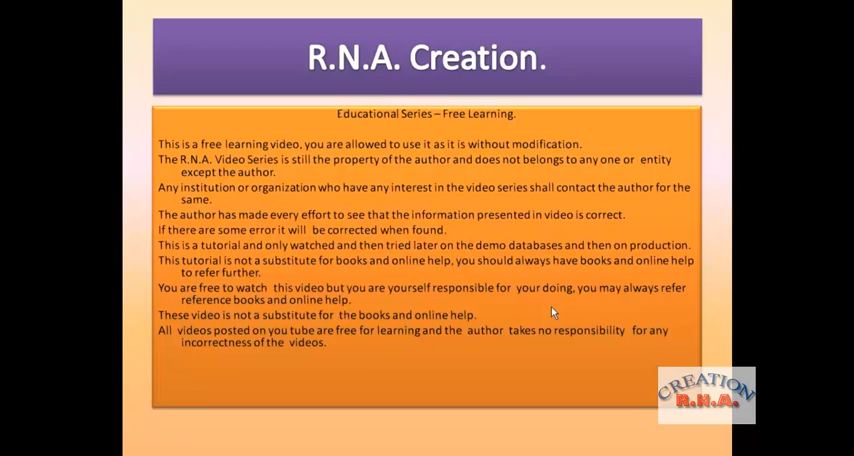 R.N.A. Creation.
Educational Series – Free Learning.
This is a free learning video, you are allowed to use it as it is without modification.
The R.N.A. Video Series is still the property of the author and does not belongs to any one or entity
except the author.
Any institution or organization who have any interest in the video series shall contact the author for the
same.
The author has made every effort to see that the information presented in video is correct.
If there are some error it will be corrected when found.
This is a tutorial and only watched and then tried later on the demo databases and then on production.
This tutorial is not a substitute for books and online help, you should always have books and online help
to refer further.
You are free to watch this video but you are yourself responsible for your doing, you may always refer
reference books and online help.
These video is not a substitute for the books and online help.
All videos posted on you tube are free for learning and the author takes no responsibility for any
incorrectness of the videos.
CREATION
R.N.A.